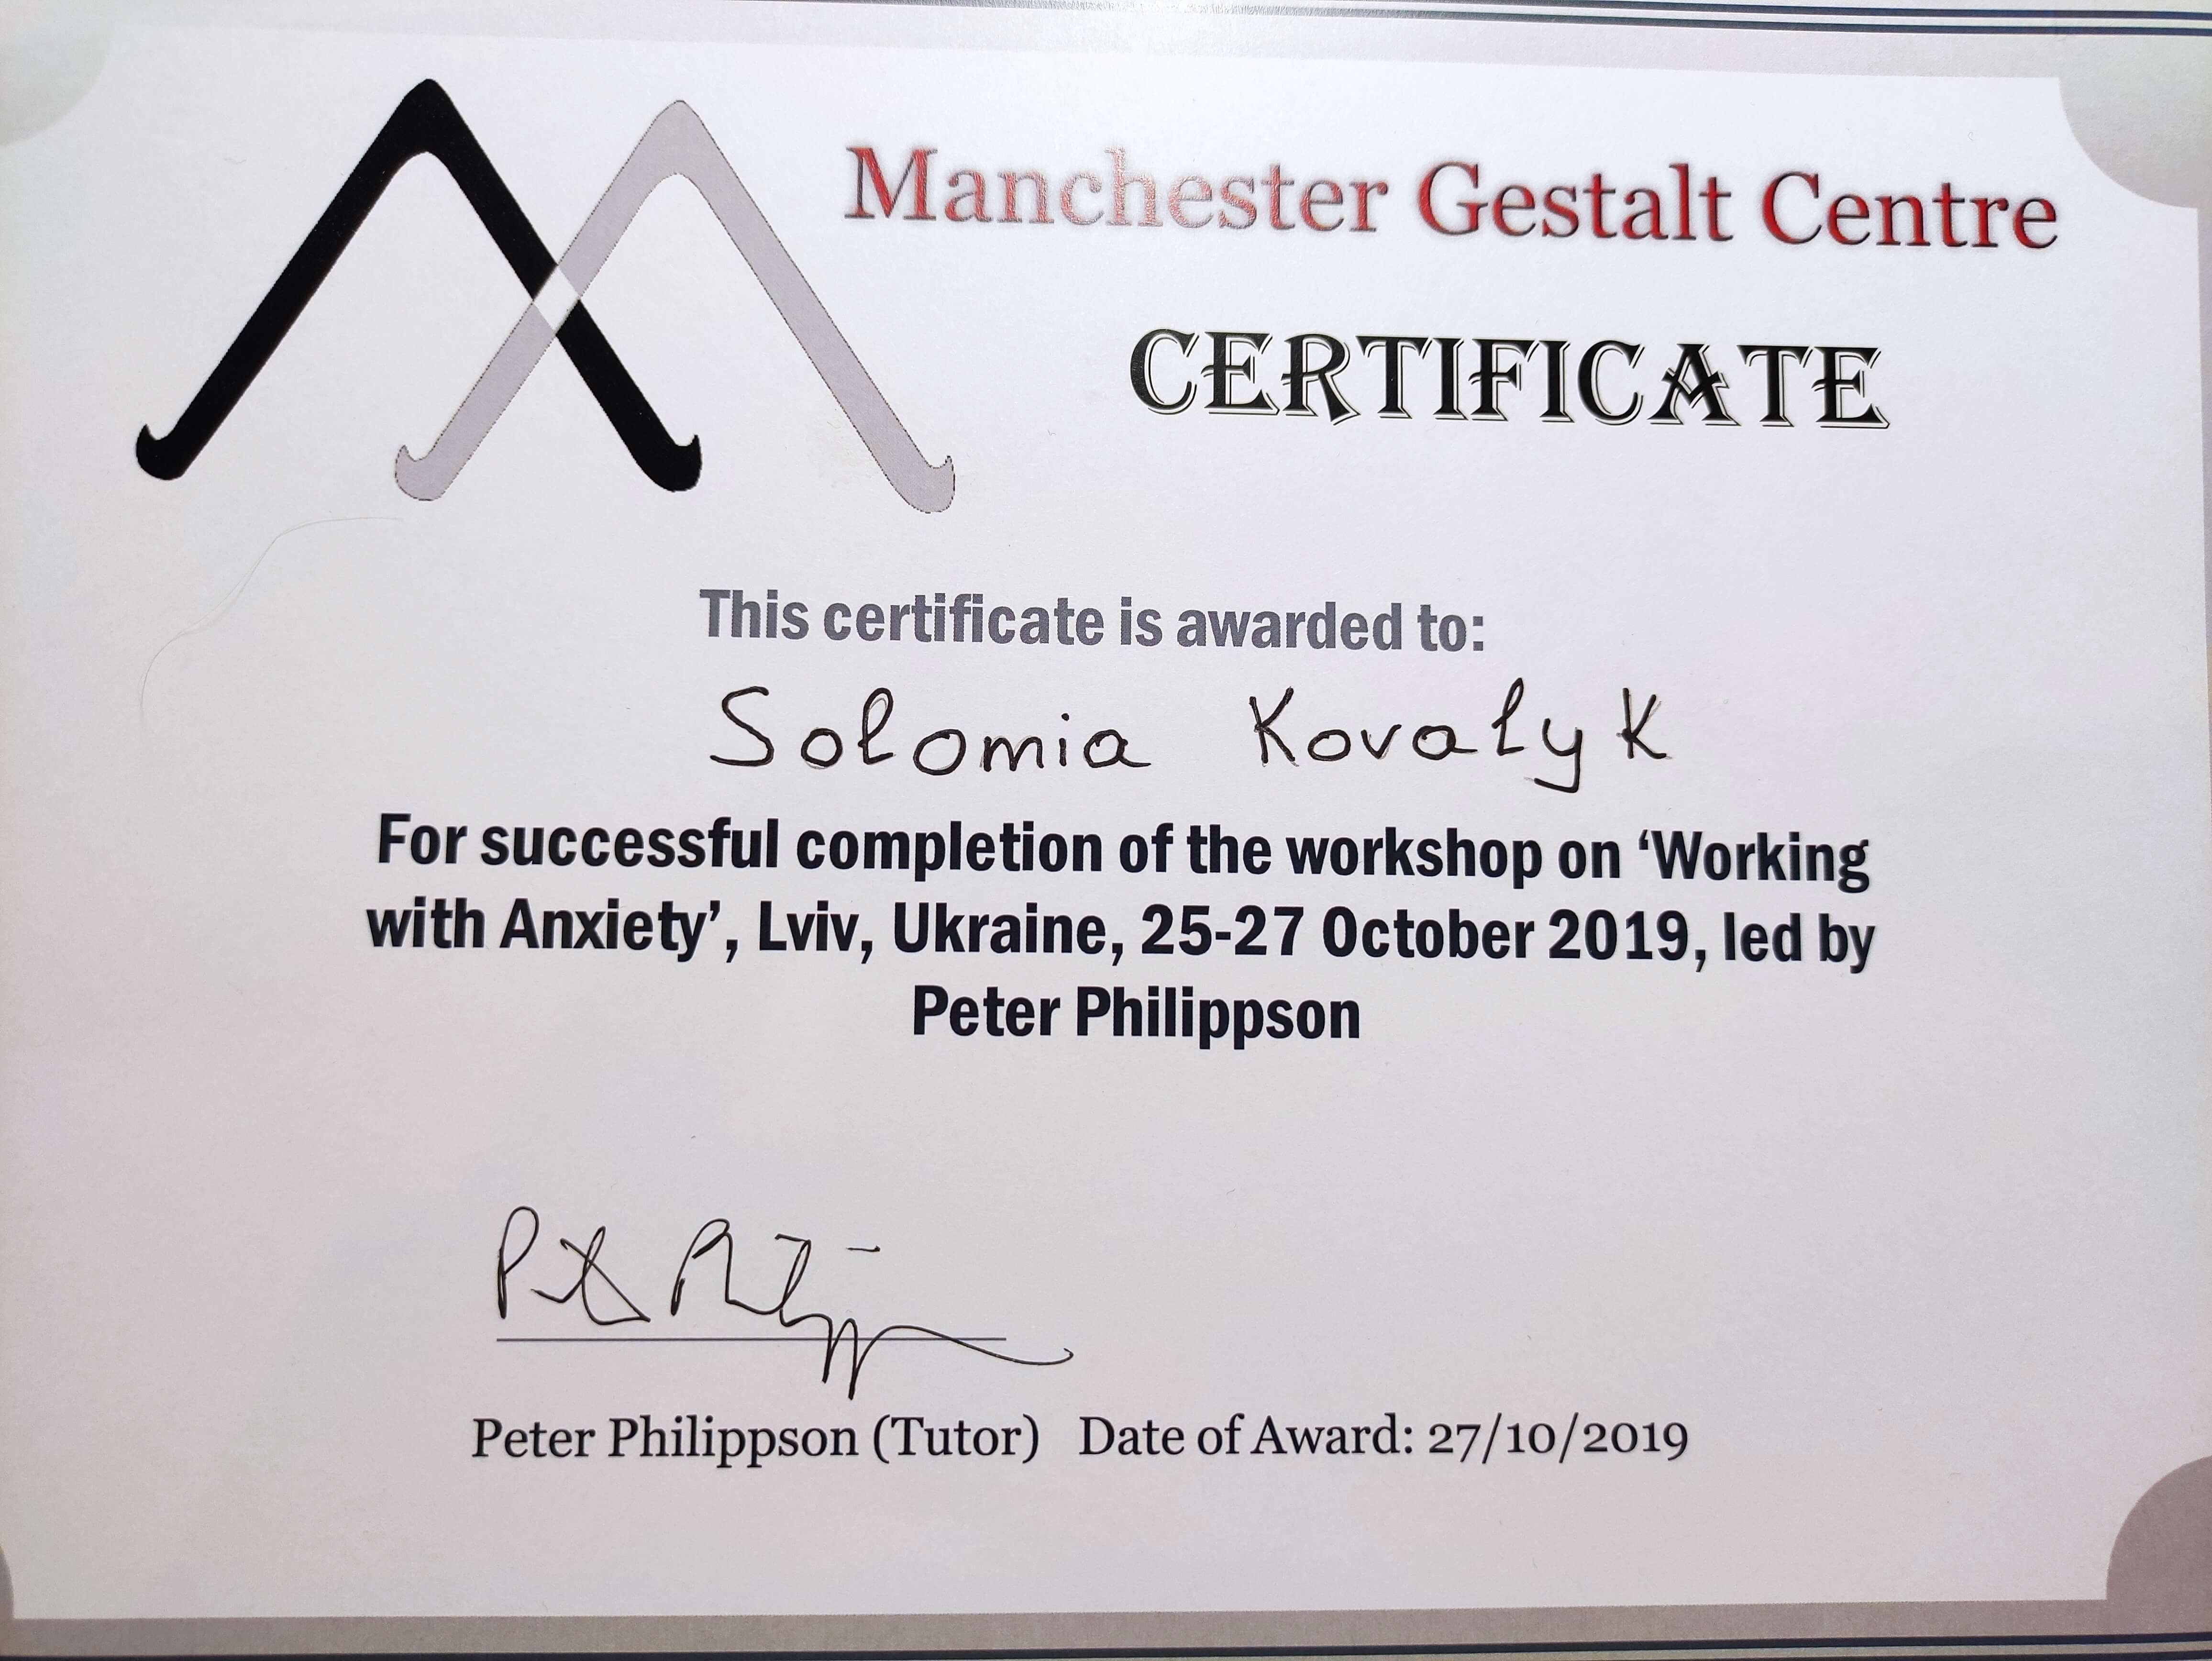 Manchester Gestalt Centre
CERTIFICATE
This certificate is awarded to:
Solomia Kovalyk
For successful completion of the workshop on ‘Working
with Anxiety’, Lviv, Ukraine, 25-27 October 2019, led by
Peter Philippson
Peter Philippson (Tutor) Date of Award: 27/10/2019